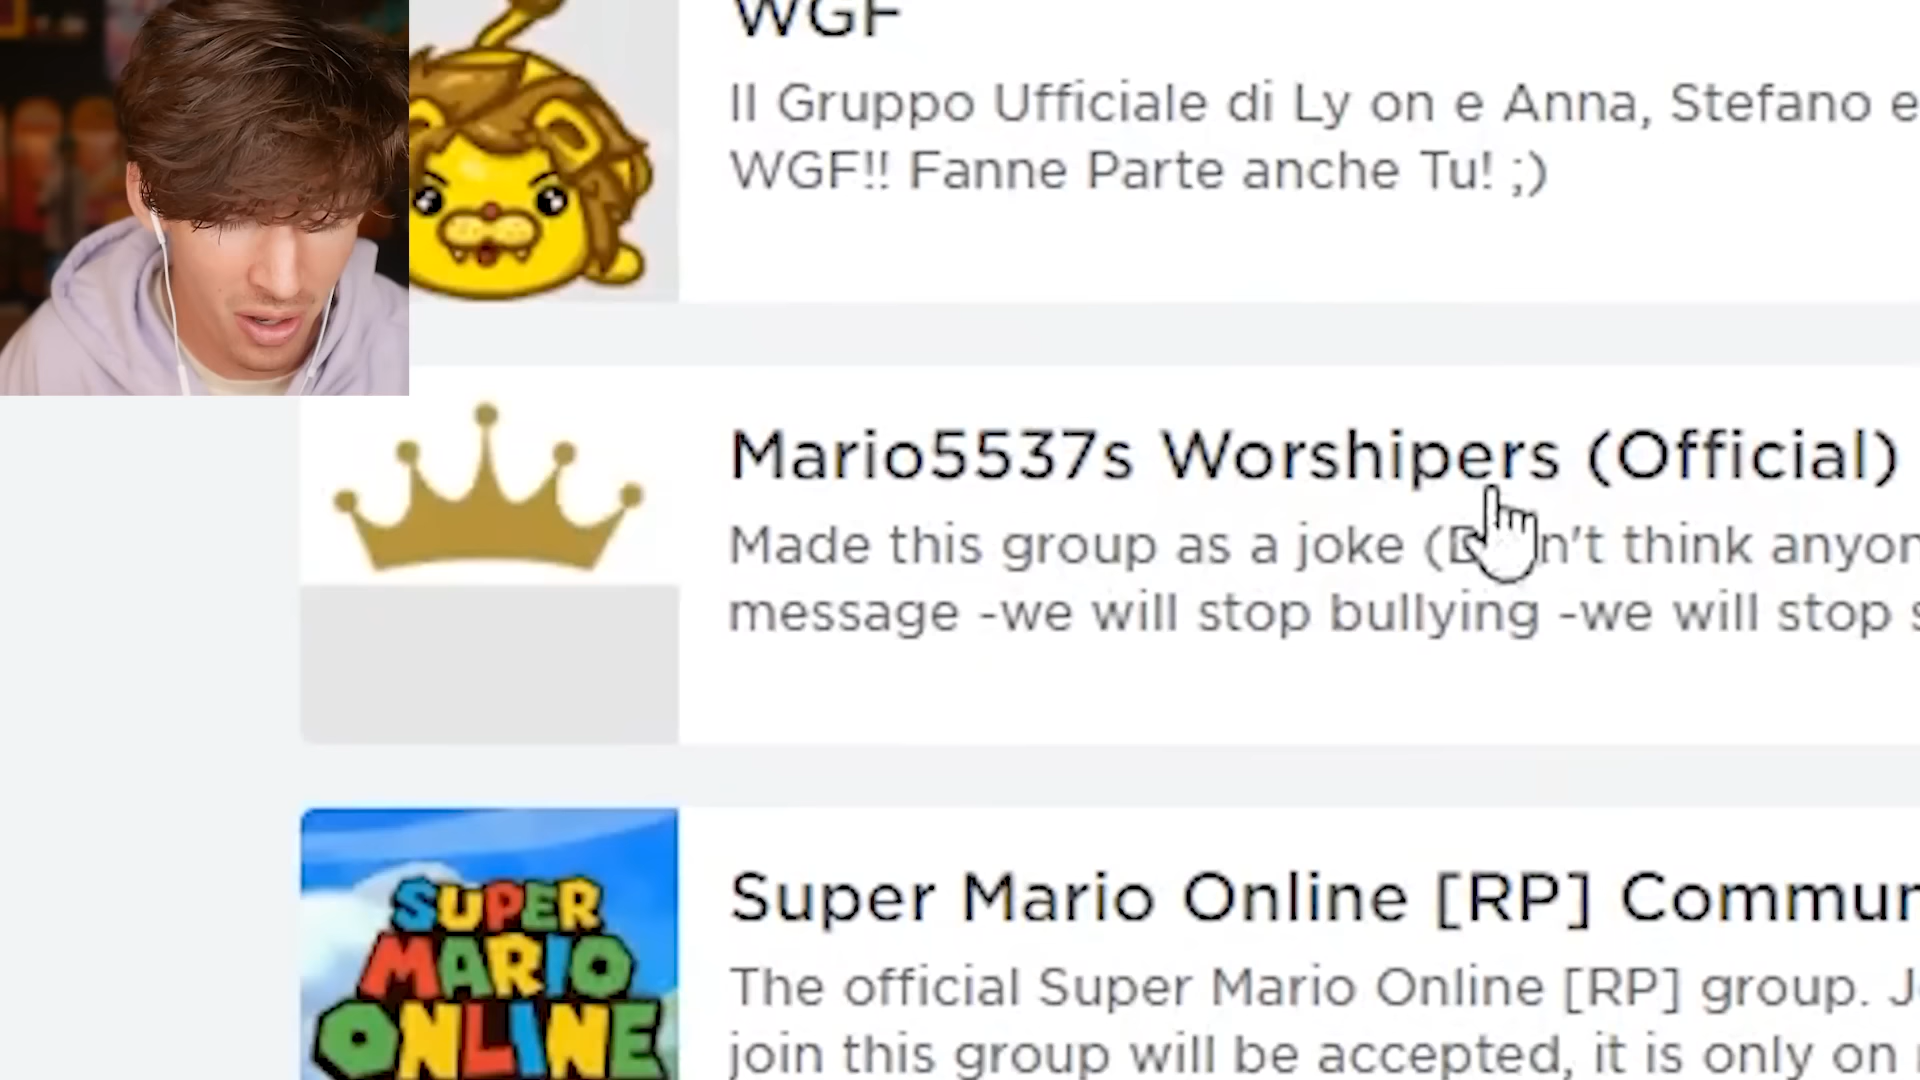 WGF
Il Gruppo Ufficiale di Ly on e Anna, Stefano e
WGF!! Fanne Parte anche Tu! ;)
Mario5537s Worshipers (Official)
Made this group as a joke ( think
message -we will stop bullying -we will stop
SUPER
MARIO
ONLINE
Super Mario Online [RP]
The official Super Mario Online [RP] group.
join this group will be accepted, it is only on